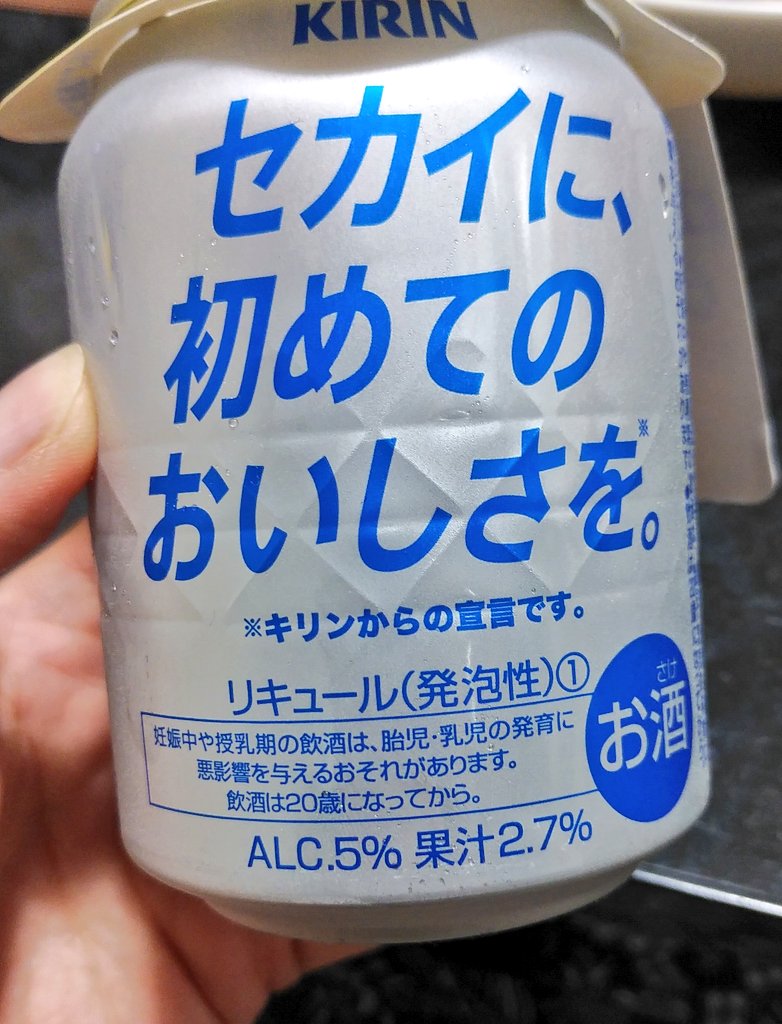 KIRIN
セカイに、
初めての
おいしさを。※
※キリンからの宣言です。
リキュール(発泡性)①
妊娠中や授乳期の飲酒は、胎児・乳児の発育に
悪影響を与えるおそれがあります。
飲酒は20歳になってから。
さけ
お酒
ALC.5% 果汁2.7%